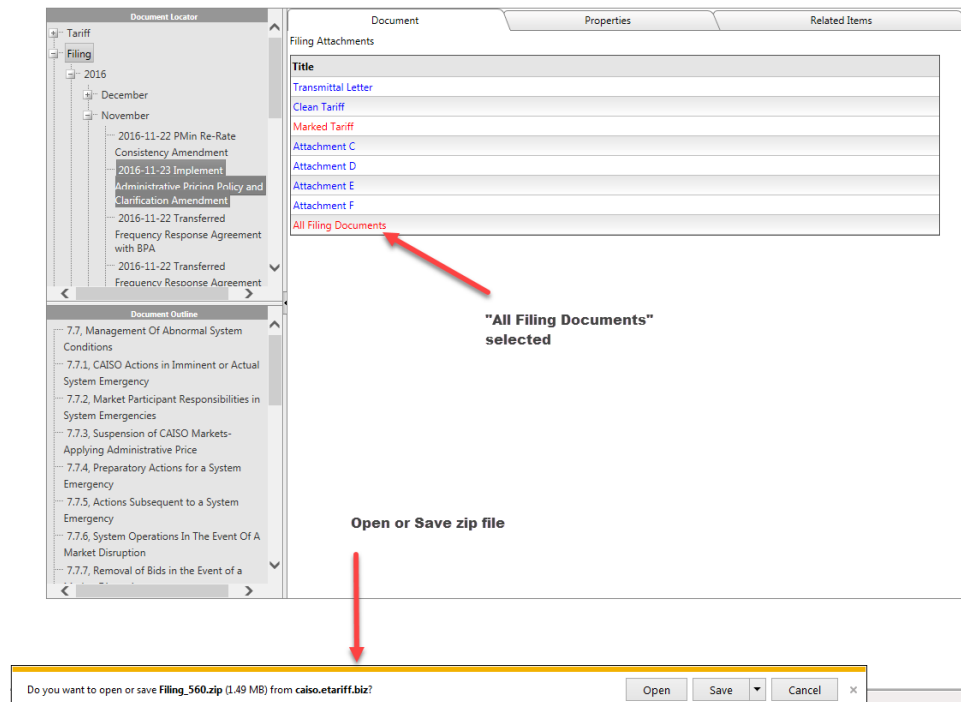 Document Locator
Tariff
Filing
2016
December
November
2016-11-22 PMin Re-Rate
Consistency Amendment
2016-11-23 Implement
Administrative Pricing Policy and
Clarification Amendment
2016-11-22 Transferred
Frequency Response Agreement
with BPA
2016-11-22 Transferred
Frequency Response Agreement
Document Outline
7.7, Management Of Abnormal System
Conditions
7.7.1, CAISO Actions in Imminent or Actual
System Emergency
7.7.2, Market Participant Responsibilities in
System Emergencies
7.7.3, Suspension of CAISO Markets-
Applying Administrative Price
7.7.4, Preparatory Actions for a System
Emergency
7.7.5, Actions Subsequent to a System
Emergency
7.7.6, System Operations In The Event Of A
Market Disruption
7.7.7, Removal of Bids in the Event of a
Document Properties Related Items
Filing Attachments
Title
Transmittal Letter
Clean Tariff
Marked Tariff
Attachment C
Attachment D
Attachment E
Attachment F
All Filing Documents
"All Filing Documents"
selected
Open or Save zip file
Do you want to open or save Filing_560.zip (1.49 MB) from caiso.etariff.biz? Open Save Cancel ×